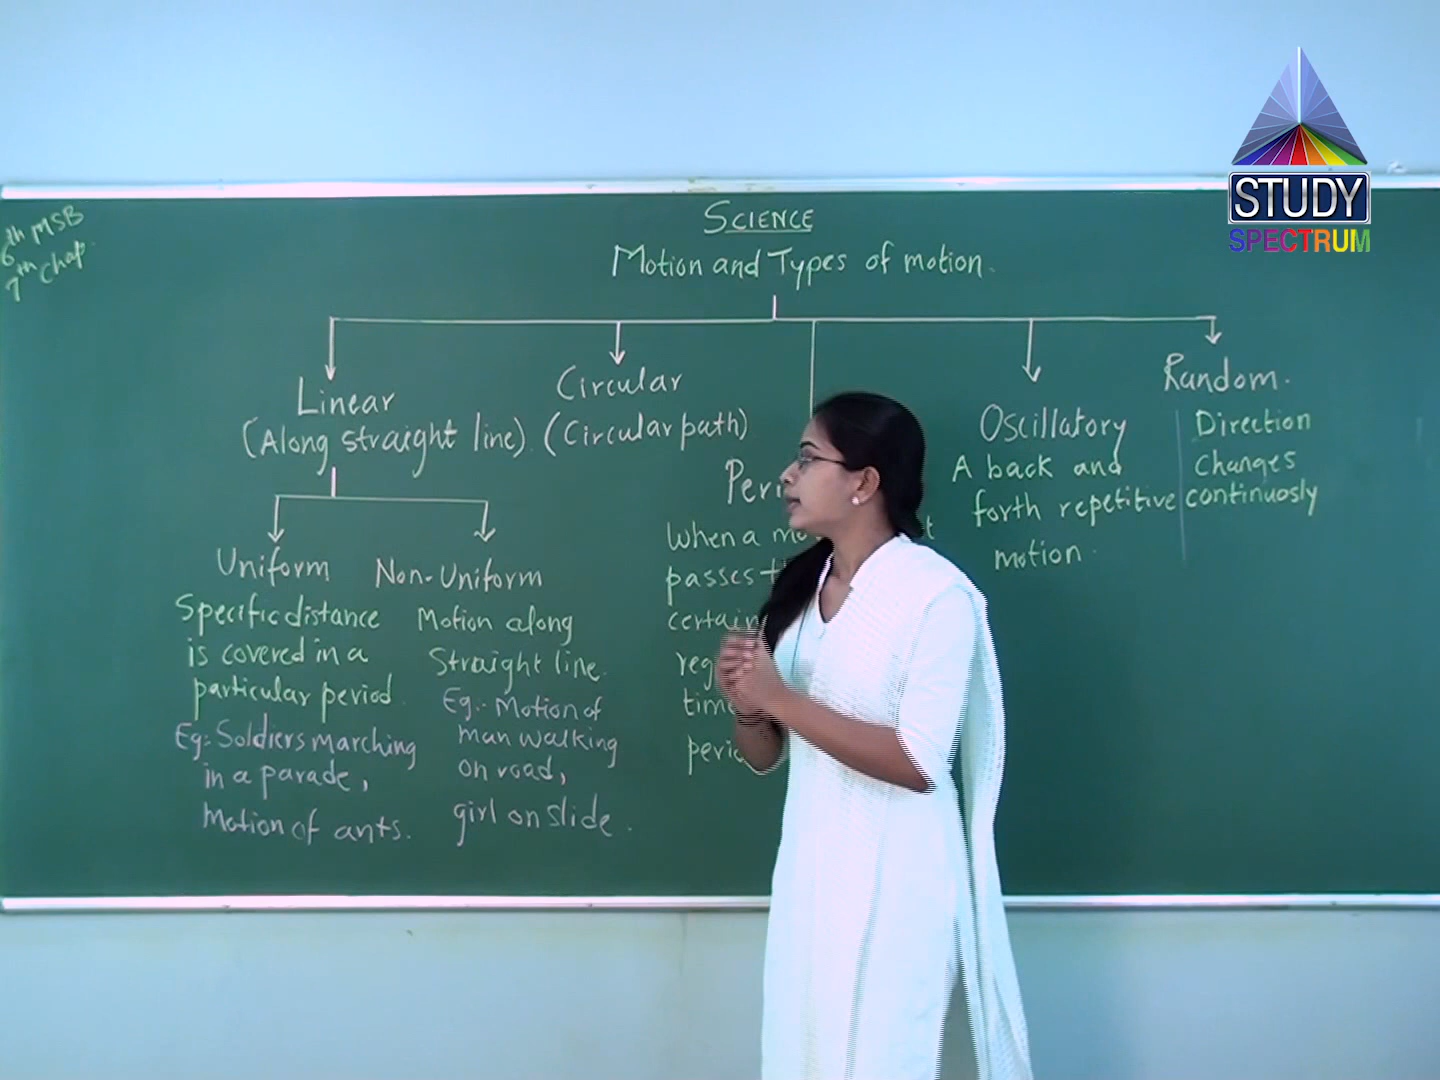 STUDY
SPECTRUM
6th MSB
7th Chap.
SCIENCE
Motion and Types of motion.
Linear
(Along straight line).
Uniform
Specific distance
is covered in a
particular period.
Eg:- Soldiers marching
in a parade,
Motion of ants.
Non-Uniform
Motion along
Straight line.
Eg:- Motion of
man walking
on road,
girl on slide.
Circular
(Circular path)
When a
passes
certain
Oscillatory
A back and
forth repetitive
motion.
Random.
Direction
Changes
continuosly